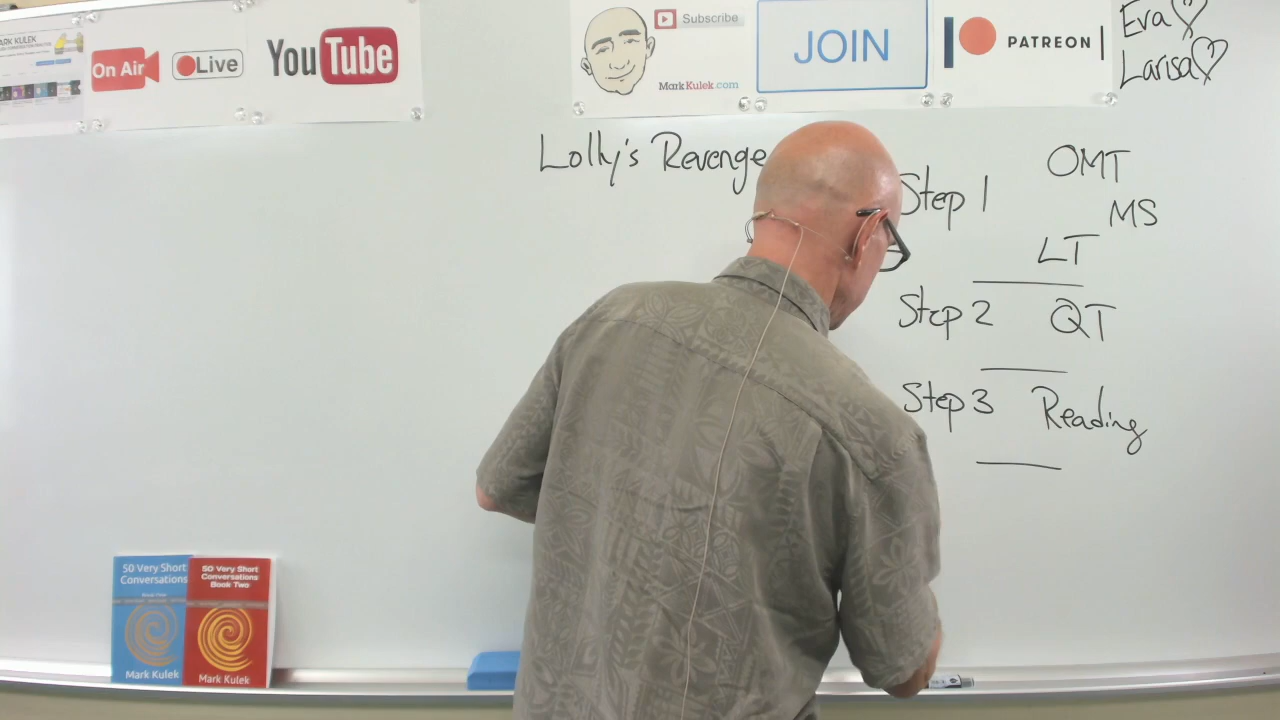 MARK KULEK
On Air
Live
YouTube
Subscribe
MarkKulek.com
JOIN
PATREON
Eva
Larisa
Lolly's Revenge
Step 1
OMT
MS
LT
Step 2 QT
Step 3 Reading
50 Very Short
Conversations
Mark Kulek
50 Very Short
Conversations
Book Two
Mark Kulek